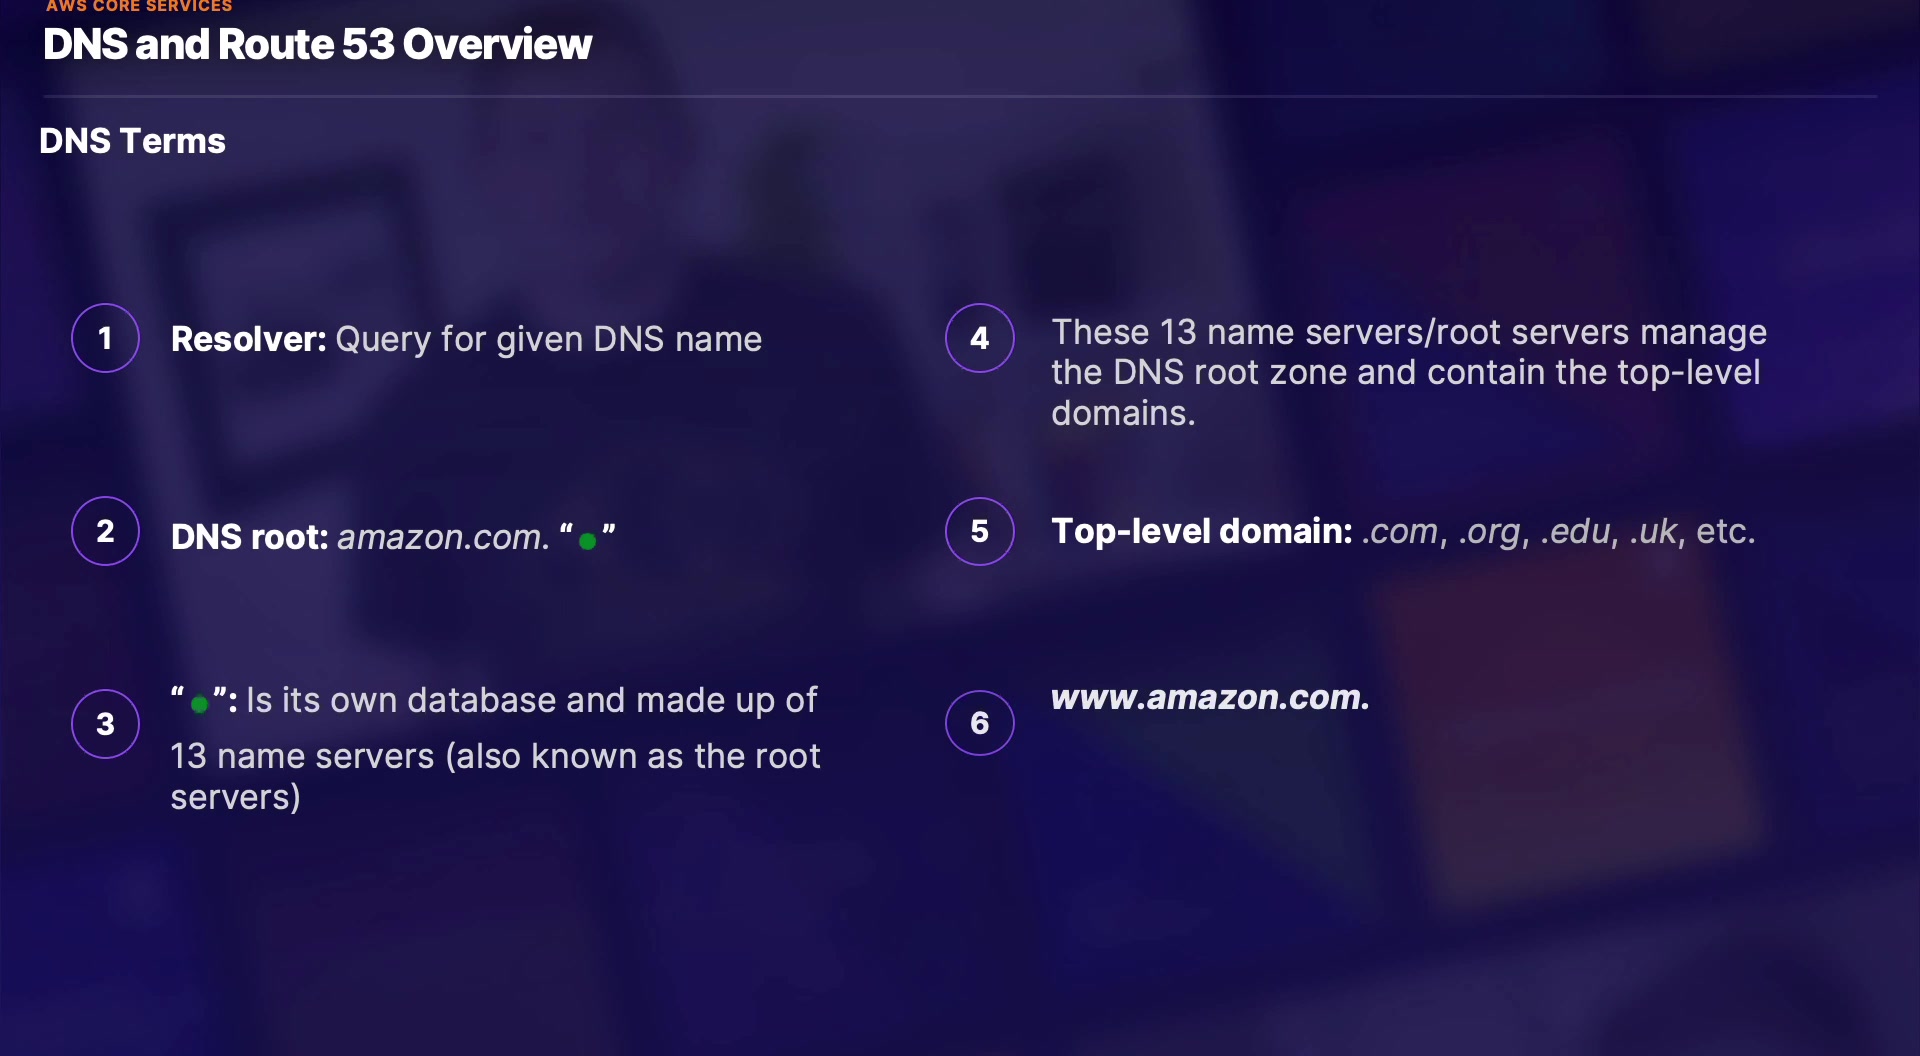 AWS CORE SERVICES
DNS and Route 53 Overview
DNS Terms
1
Resolver: Query for given DNS name
2
DNS root: amazon.com. “●”
3
“●”: Is its own database and made up of
13 name servers (also known as the root
servers)
4
These 13 name servers/root servers manage
the DNS root zone and contain the top-level
domains.
5
Top-level domain: .com, .org, .edu, .uk, etc.
6
www.amazon.com.